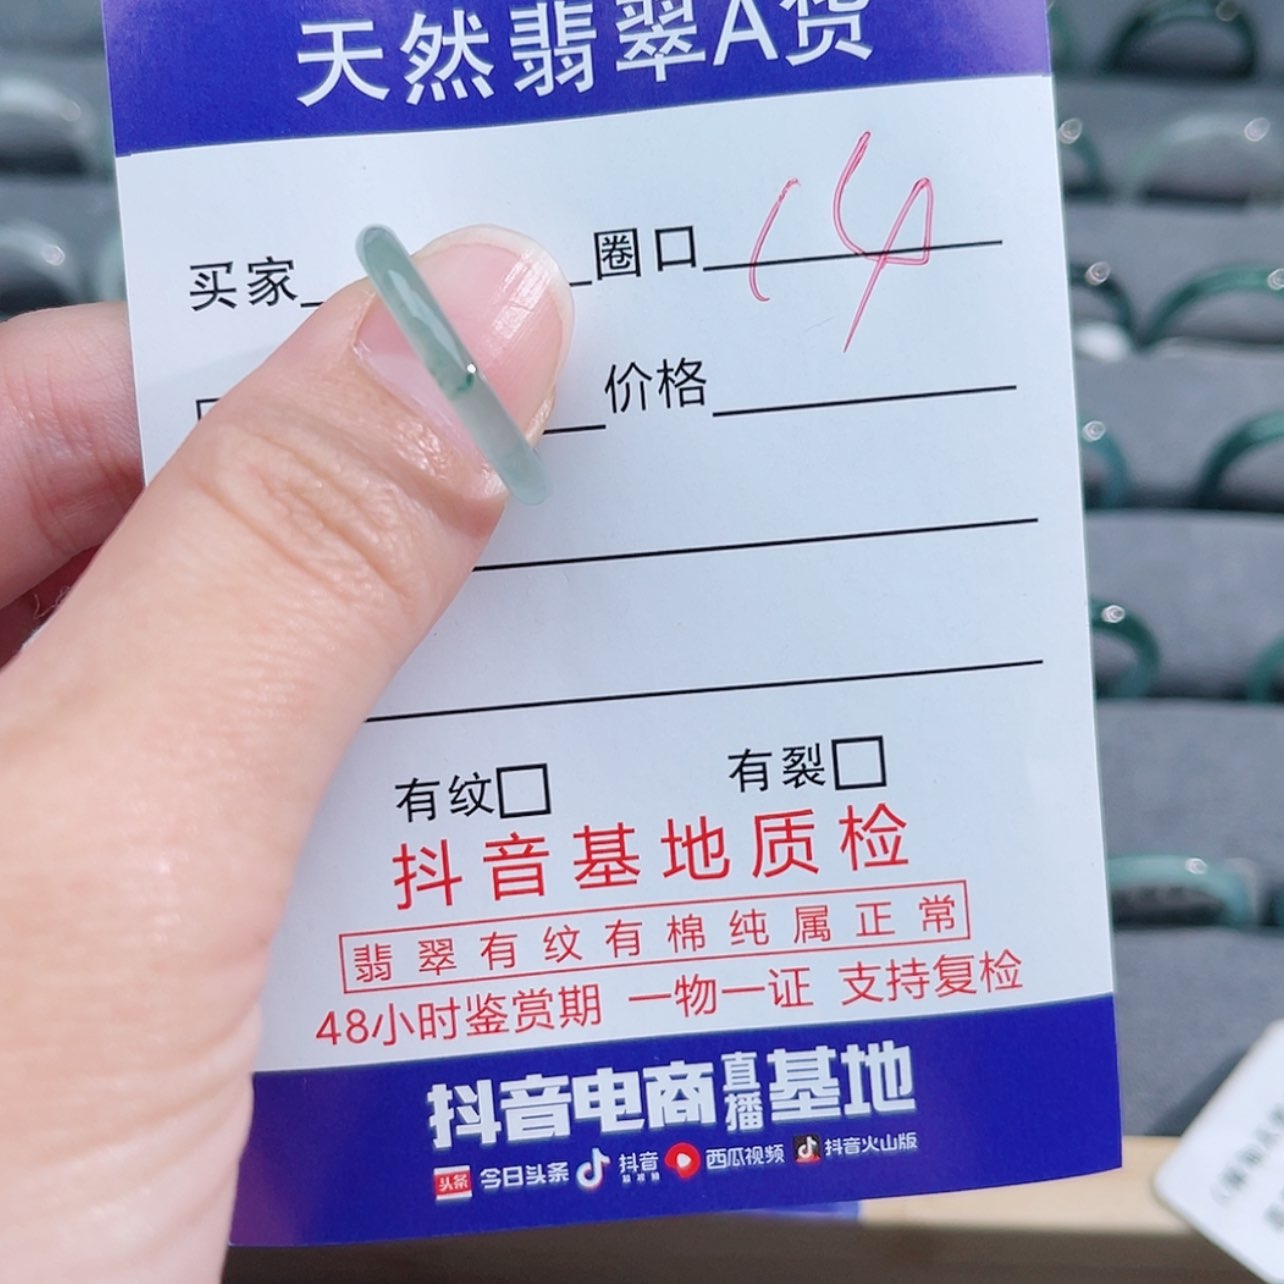 天然翡翠A货
买家 圈口 14
价格
有纹 有裂
抖音基地质检
翡翠有纹有棉纯属正常
48小时鉴赏期 一物一证 支持复检
抖音电商直播基地
头条 今日头条 抖音 西瓜视频 抖音火山版